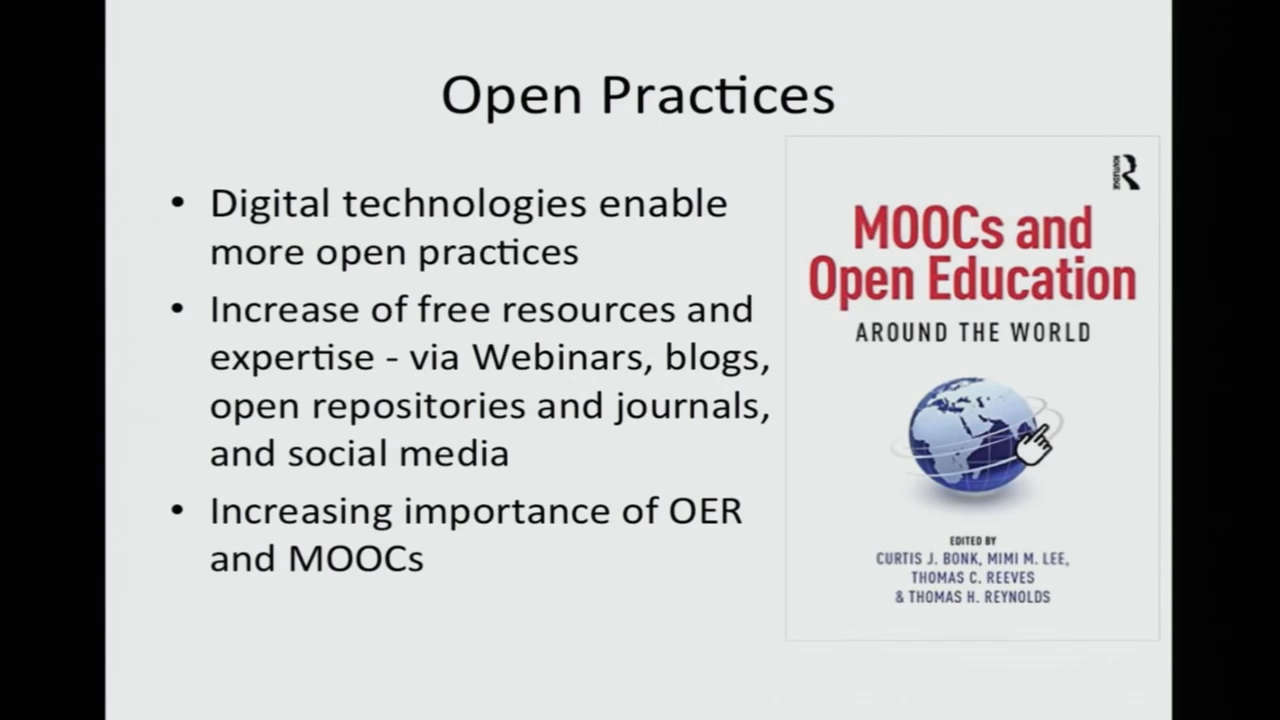 Open Practices
• Digital technologies enable
more open practices
• Increase of free resources and
expertise - via Webinars, blogs,
open repositories and journals,
and social media
• Increasing importance of OER
and MOOCs
R
ROUTLEDGE
MOOCs and
Open Education
AROUND THE WORLD
EDITED BY
CURTIS J. BONK, MIMI M. LEE,
THOMAS C. REEVES
& THOMAS H. REYNOLDS